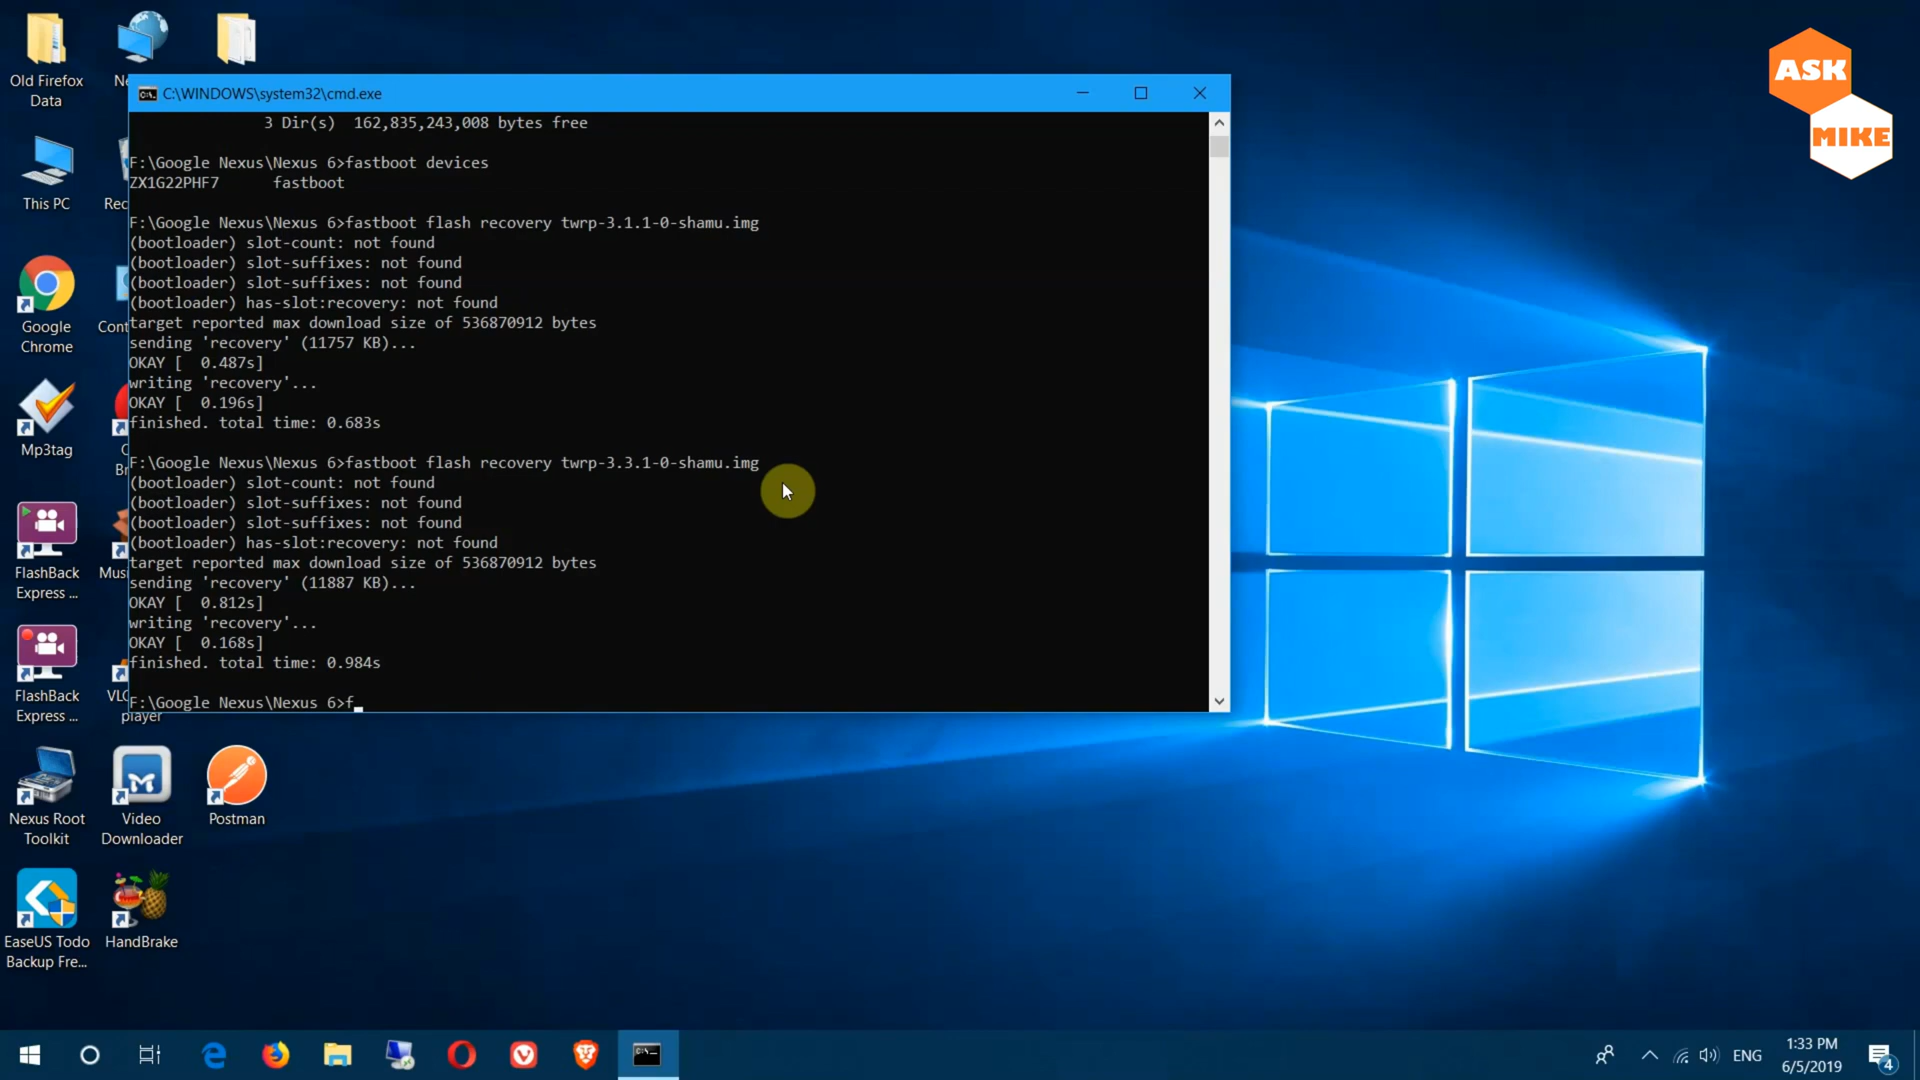 Old Firefox
Data
Ne
This PC
Rec
Google
Chrome
Cont
Mp3tag
C
Br
FlashBack
Express ...
Mus
FlashBack
Express ...
VLC
player
Nexus Root
Toolkit
Video
Downloader
Postman
EaseUS Todo
Backup Fre...
HandBrake
C:\WINDOWS\system32\cmd.exe
3 Dir(s)  162,835,243,008 bytes free
F:\Google Nexus\Nexus 6>fastboot devices
ZX1G22PHF7      fastboot
F:\Google Nexus\Nexus 6>fastboot flash recovery twrp-3.1.1-0-shamu.img
(bootloader) slot-count: not found
(bootloader) slot-suffixes: not found
(bootloader) slot-suffixes: not found
(bootloader) has-slot:recovery: not found
target reported max download size of 536870912 bytes
sending 'recovery' (11757 KB)...
OKAY [  0.487s]
writing 'recovery'...
OKAY [  0.196s]
finished. total time: 0.683s
F:\Google Nexus\Nexus 6>fastboot flash recovery twrp-3.3.1-0-shamu.img
(bootloader) slot-count: not found
(bootloader) slot-suffixes: not found
(bootloader) slot-suffixes: not found
(bootloader) has-slot:recovery: not found
target reported max download size of 536870912 bytes
sending 'recovery' (11887 KB)...
OKAY [  0.812s]
writing 'recovery'...
OKAY [  0.168s]
finished. total time: 0.984s
F:\Google Nexus\Nexus 6>f_
ASK
MIKE
ENG
1:33 PM
6/5/2019
4